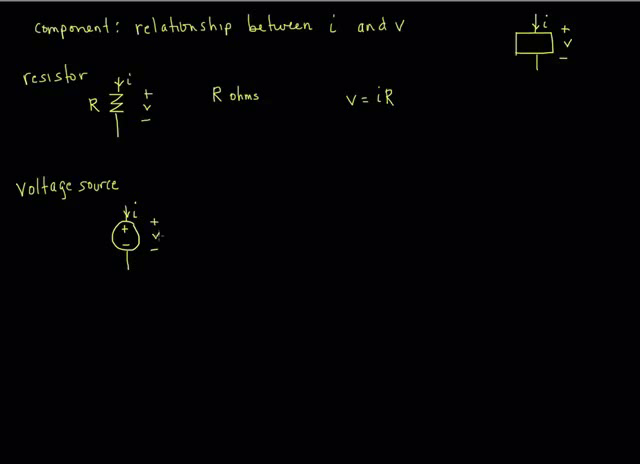 component: relationship between i and v
i
+
v
−
resistor
i
R
+
v
−
R ohms
v = iR
Voltage source
i
+
−
+
v
−